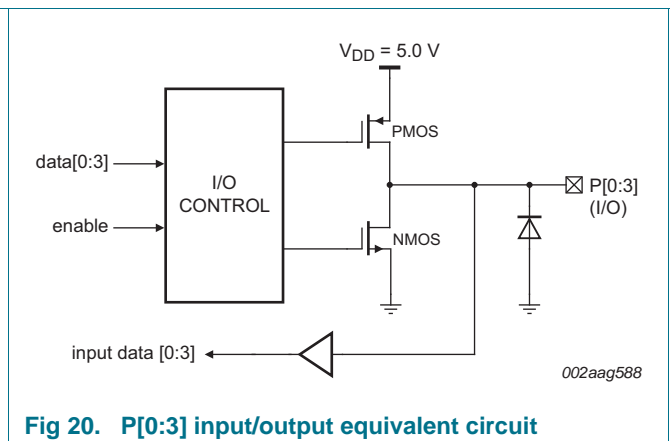 V_DD = 5.0 V
PMOS
data[0:3]
I/O
CONTROL
P[0:3]
(I/O)
enable
NMOS
input data [0:3]
002aag588
Fig 20. P[0:3] input/output equivalent circuit